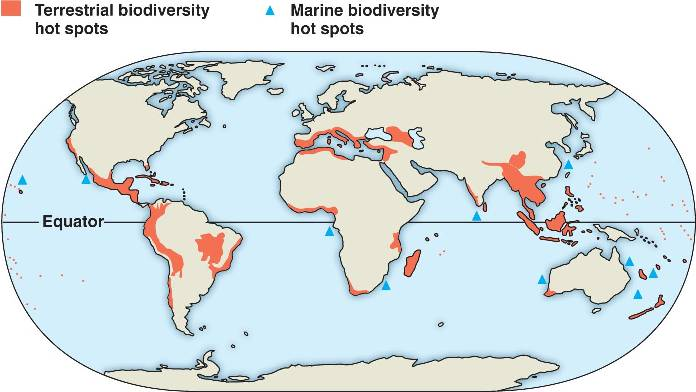 Terrestrial biodiversity
hot spots
Marine biodiversity
hot spots
Equator